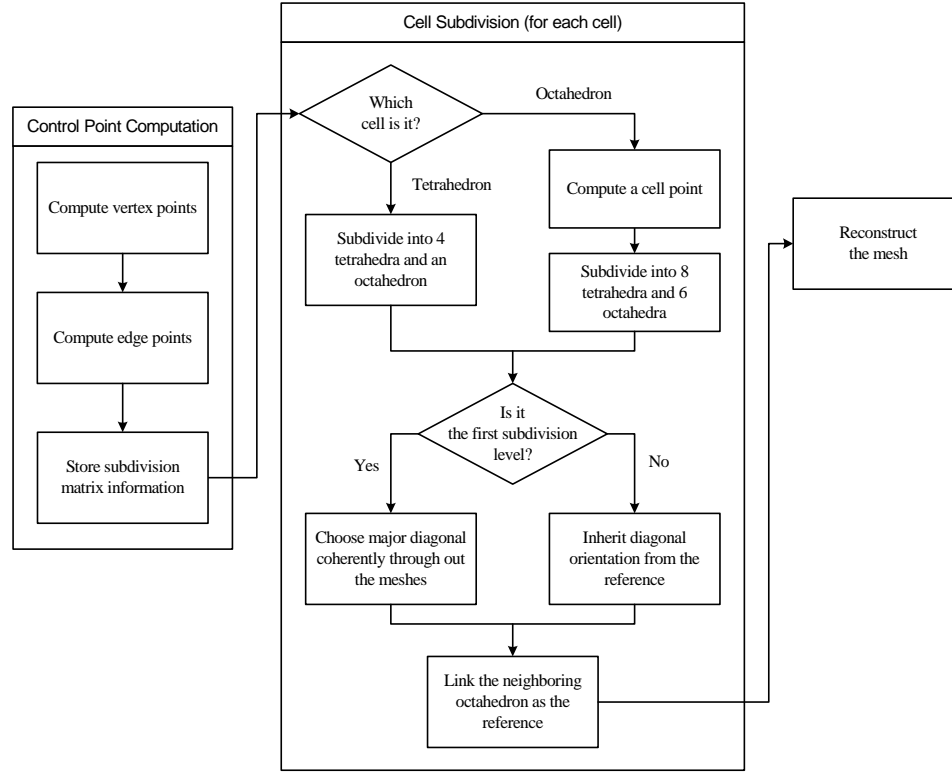 Control Point Computation
Compute vertex points
Compute edge points
Store subdivision
matrix information
Cell Subdivision (for each cell)
Which
cell is it?
Octahedron
Tetrahedron
Compute a cell point
Subdivide into 4
tetrahedra and an
octahedron
Subdivide into 8
tetrahedra and 6
octahedra
Is it
the first subdivision
level?
Yes
No
Choose major diagonal
coherently through out
the meshes
Inherit diagonal
orientation from the
reference
Link the neighboring
octahedron as the
reference
Reconstruct
the mesh